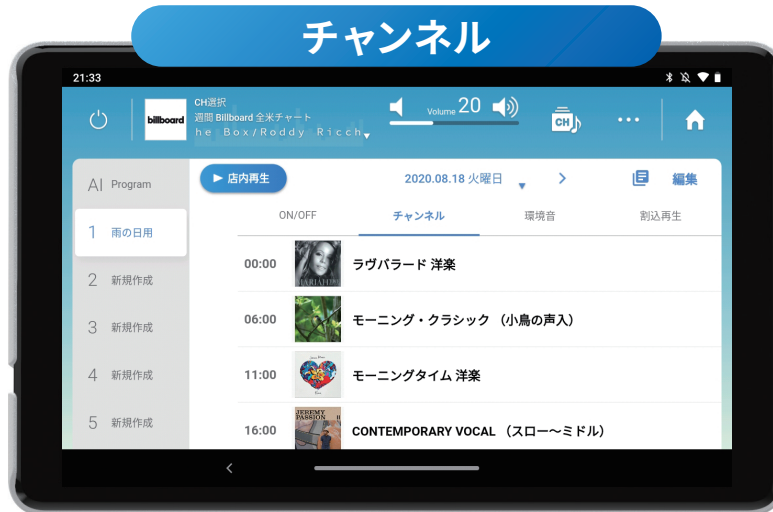 チャンネル
21:33
CH選択
billboard
週間 Billboard 全米チャート
he Box/Roddy Ricch
Volume 20
CH
AI Program
1 雨の日用
2 新規作成
3 新規作成
4 新規作成
5 新規作成
店内再生
2020.08.18 火曜日
編集
ON/OFF
チャンネル
環境音
割込再生
00:00 ラヴバラード 洋楽
06:00 モーニング・クラシック （小鳥の声入）
11:00 モーニングタイム 洋楽
JEREMY
PASSION
16:00 CONTEMPORARY VOCAL （スロー〜ミドル）